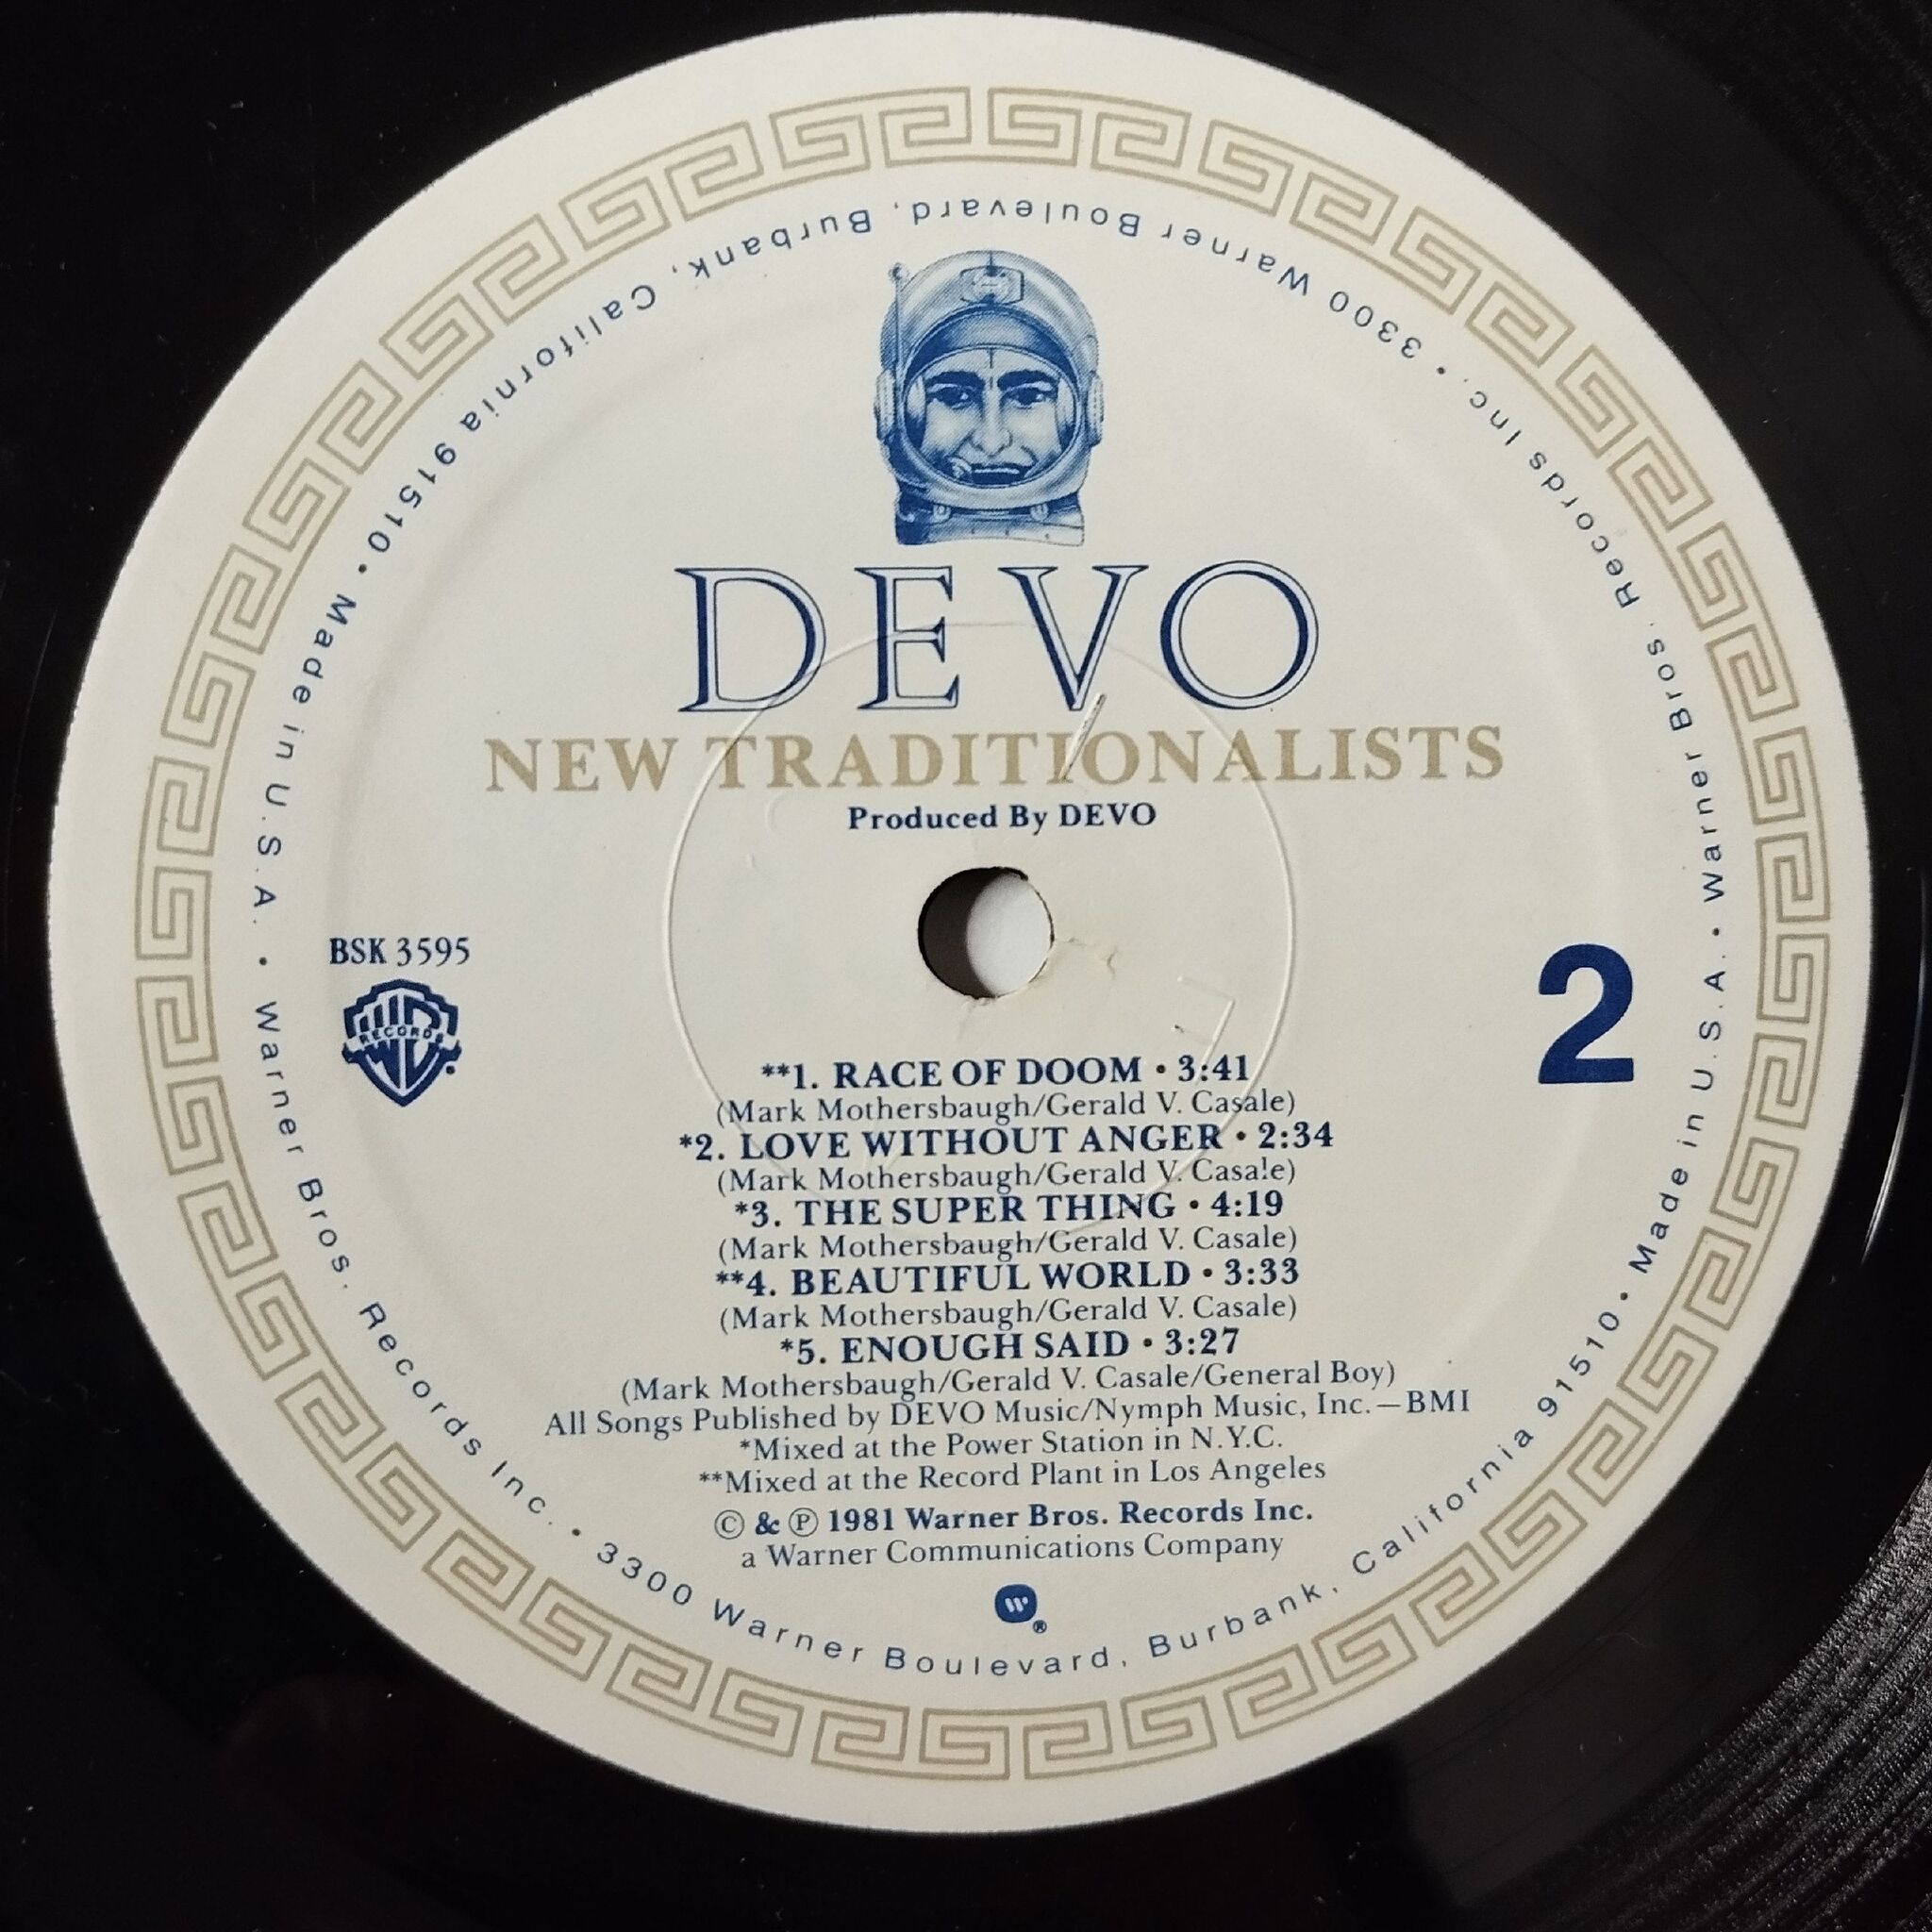 DEVO
NEW TRADITIONALISTS
Produced By DEVO
BSK 3595
RECORDS
2
**1. RACE OF DOOM • 3:41
(Mark Mothersbaugh/Gerald V. Casale)
*2. LOVE WITHOUT ANGER • 2:34
(Mark Mothersbaugh/Gerald V. Casale)
*3. THE SUPER THING • 4:19
(Mark Mothersbaugh/Gerald V. Casale)
**4. BEAUTIFUL WORLD • 3:33
(Mark Mothersbaugh/Gerald V. Casale)
*5. ENOUGH SAID • 3:27
(Mark Mothersbaugh/Gerald V. Casale/General Boy)
All Songs Published by DEVO Music/Nymph Music, Inc.—BMI
*Mixed at the Power Station in N.Y.C.
**Mixed at the Record Plant in Los Angeles
© & ℗ 1981 Warner Bros. Records Inc.
a Warner Communications Company
W®
Warner Bros. Records Inc. • 3300 Warner Boulevard, Burbank, California 91510 • Made in U.S.A. •
Warner Bros. Records Inc. • 3300 Warner Boulevard, Burbank, California 91510 • Made in U.S.A. •